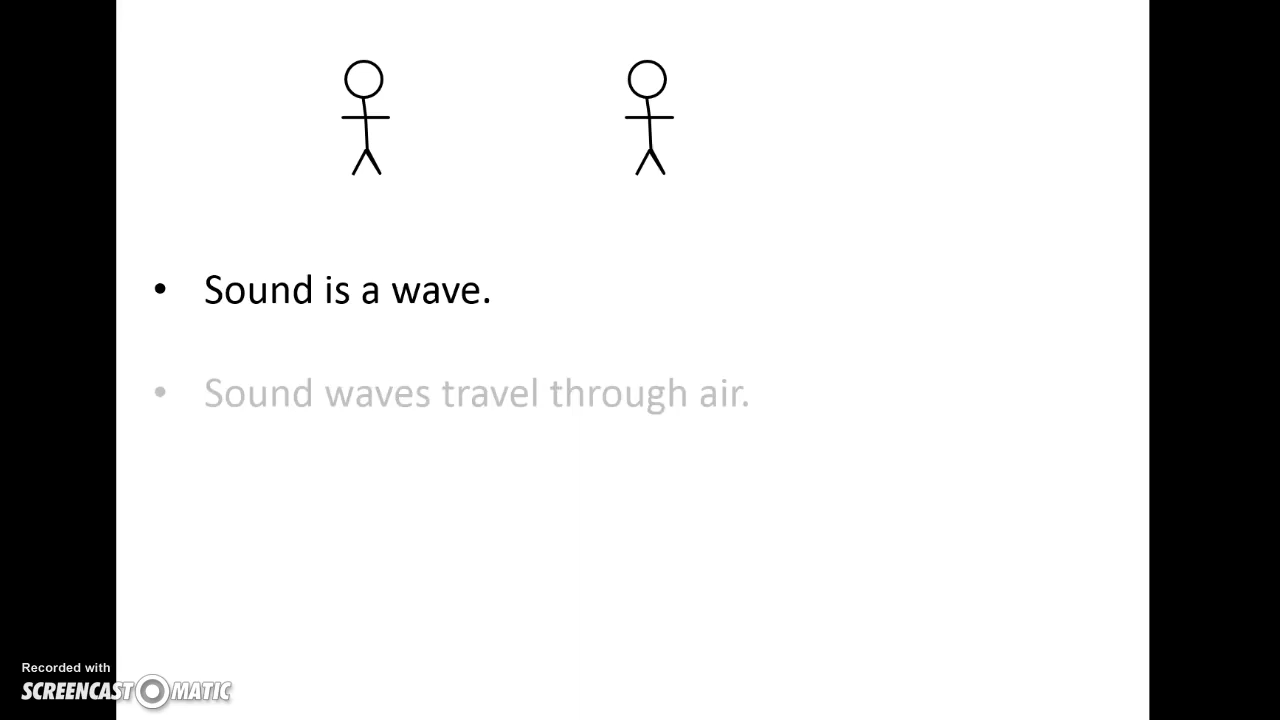 • Sound is a wave.
• Sound waves travel through air.
Recorded with
SCREENCAST MATIC